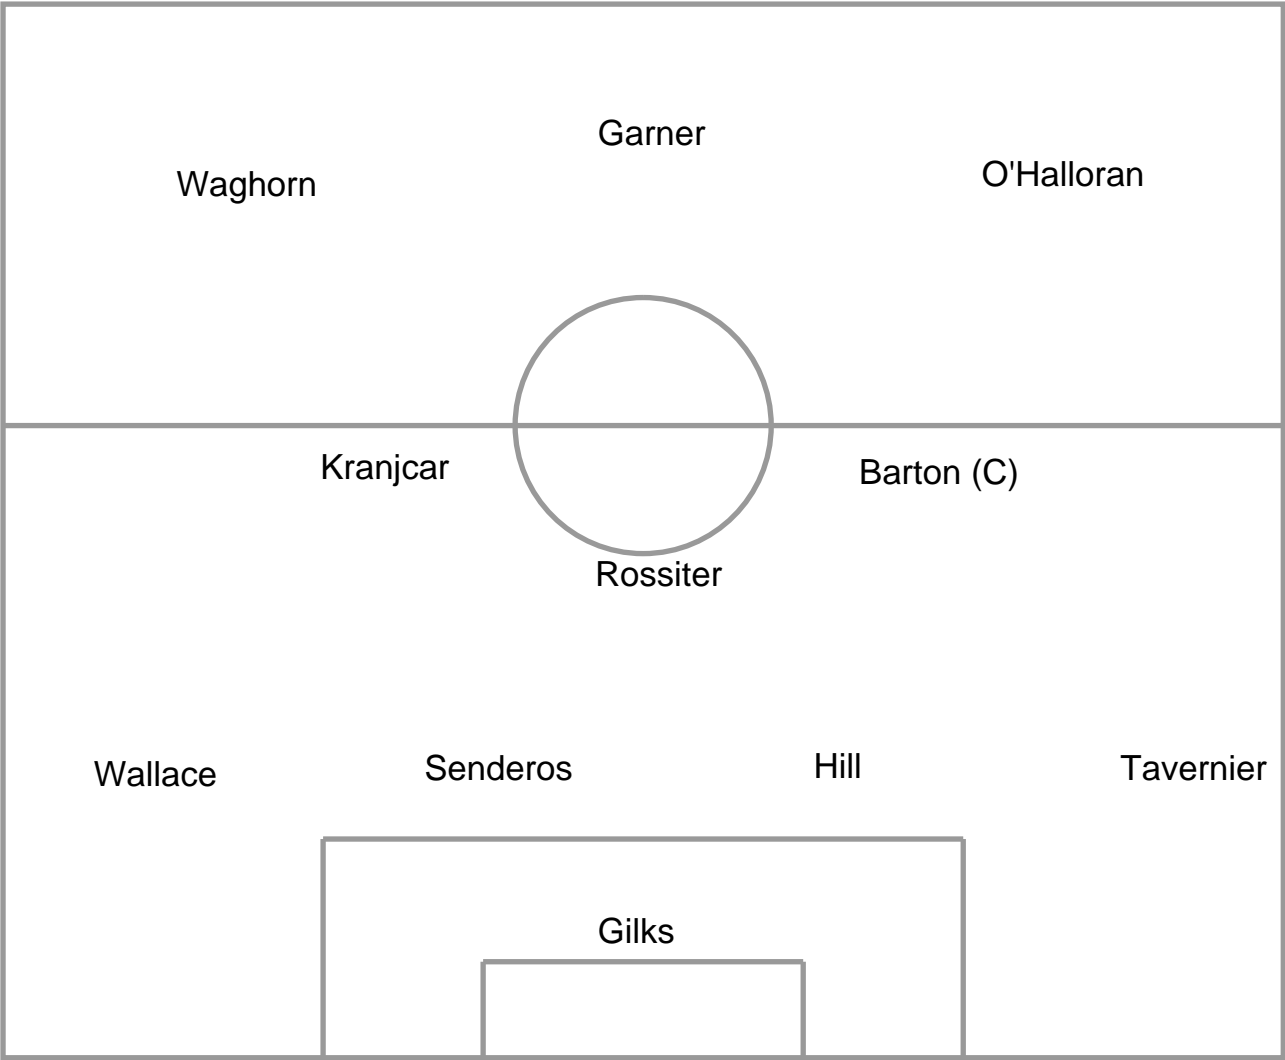 Garner
Waghorn
O'Halloran
Kranjcar
Barton (C)
Rossiter
Wallace
Senderos
Hill
Tavernier
Gilks